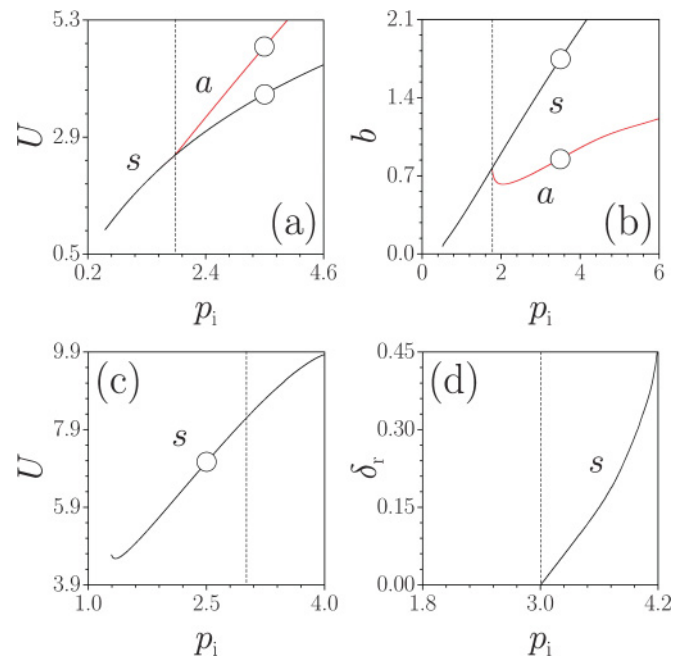 5.3
2.9
0.5
U
a
s
(a)
0.2 2.4 4.6
p_i
2.1
1.4
0.7
0.0
b
s
a
(b)
0 2 4 6
p_i
9.9
7.9
5.9
3.9
U
(c)
s
1.0 2.5 4.0
p_i
0.45
0.30
0.15
0.00
δ_r
(d)
s
1.8 3.0 4.2
p_i